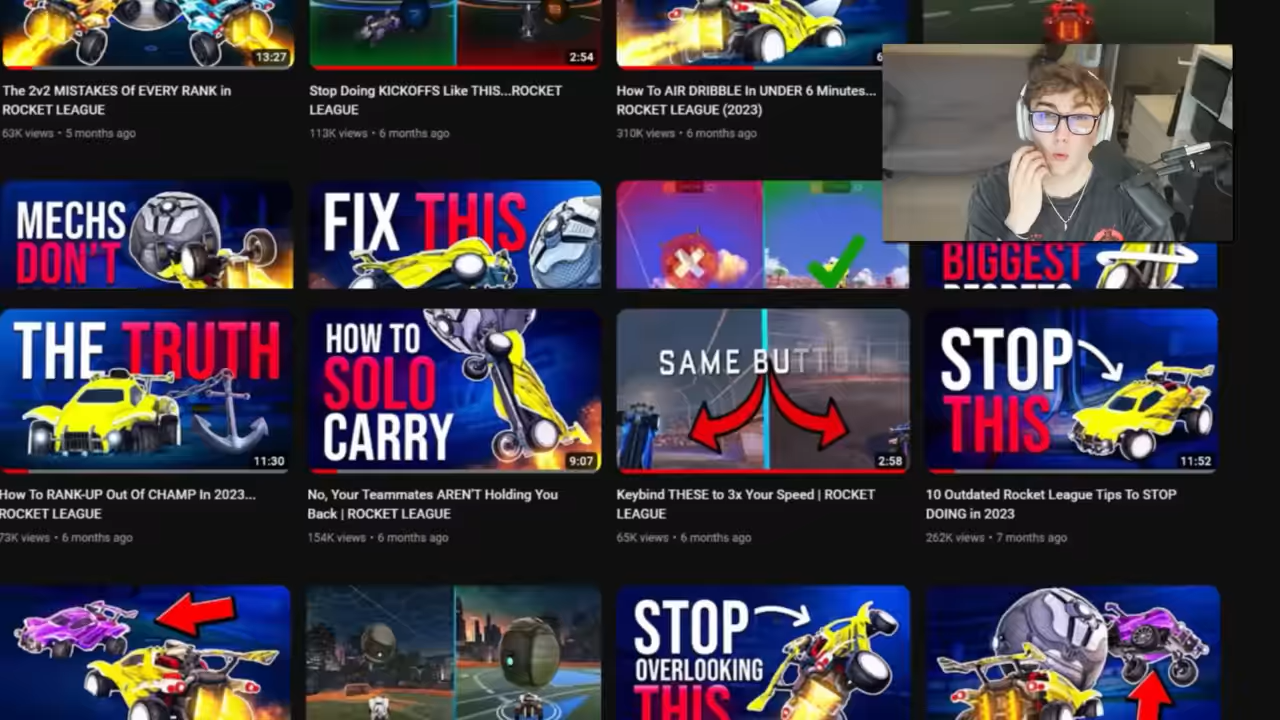 13:27
2:54
The 2v2 MISTAKES Of EVERY RANK in
ROCKET LEAGUE
63K views • 5 months ago
Stop Doing KICKOFFS Like THIS...ROCKET
LEAGUE
113K views • 6 months ago
How To AIR DRIBBLE In UNDER 6 Minutes...
ROCKET LEAGUE (2023)
310K views • 6 months ago
MECHS
DON'T
FIX THIS
BIGGEST
THE TRUTH
11:30
HOW TO
SOLO
CARRY
9:07
SAME BUTTON
2:58
STOP
THIS
11:52
How To RANK-UP Out Of CHAMP In 2023...
ROCKET LEAGUE
73K views • 6 months ago
No, Your Teammates AREN'T Holding You
Back | ROCKET LEAGUE
154K views • 6 months ago
Keybind THESE to 3x Your Speed | ROCKET
LEAGUE
65K views • 6 months ago
10 Outdated Rocket League Tips To STOP
DOING in 2023
262K views • 7 months ago
STOP
OVERLOOKING
THIS